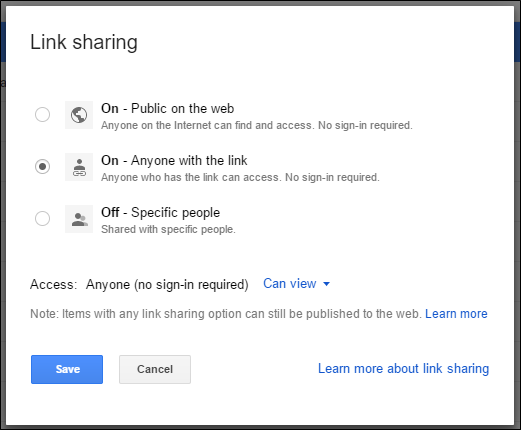 Link sharing
On - Public on the web
Anyone on the Internet can find and access. No sign-in required.
On - Anyone with the link
Anyone who has the link can access. No sign-in required.
Off - Specific people
Shared with specific people.
Access: Anyone (no sign-in required) Can view
Note: Items with any link sharing option can still be published to the web. Learn more
Save Cancel Learn more about link sharing